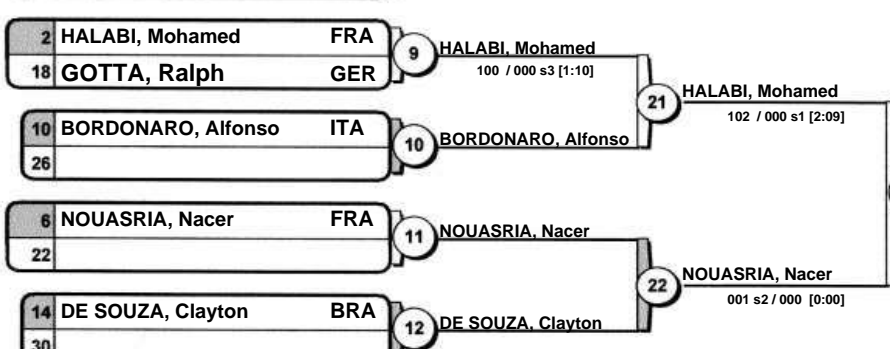 2 HALABI, Mohamed FRA
18 GOTTA, Ralph GER
9
HALABI, Mohamed
100 / 000 s3 [1:10]
10 BORDONARO, Alfonso ITA
26
10
BORDONARO, Alfonso
21
HALABI, Mohamed
102 / 000 s1 [2:09]
6 NOUASRIA, Nacer FRA
22
11
NOUASRIA, Nacer
14 DE SOUZA, Clayton BRA
30
12
DE SOUZA, Clayton
22
NOUASRIA, Nacer
001 s2 / 000 [0:00]